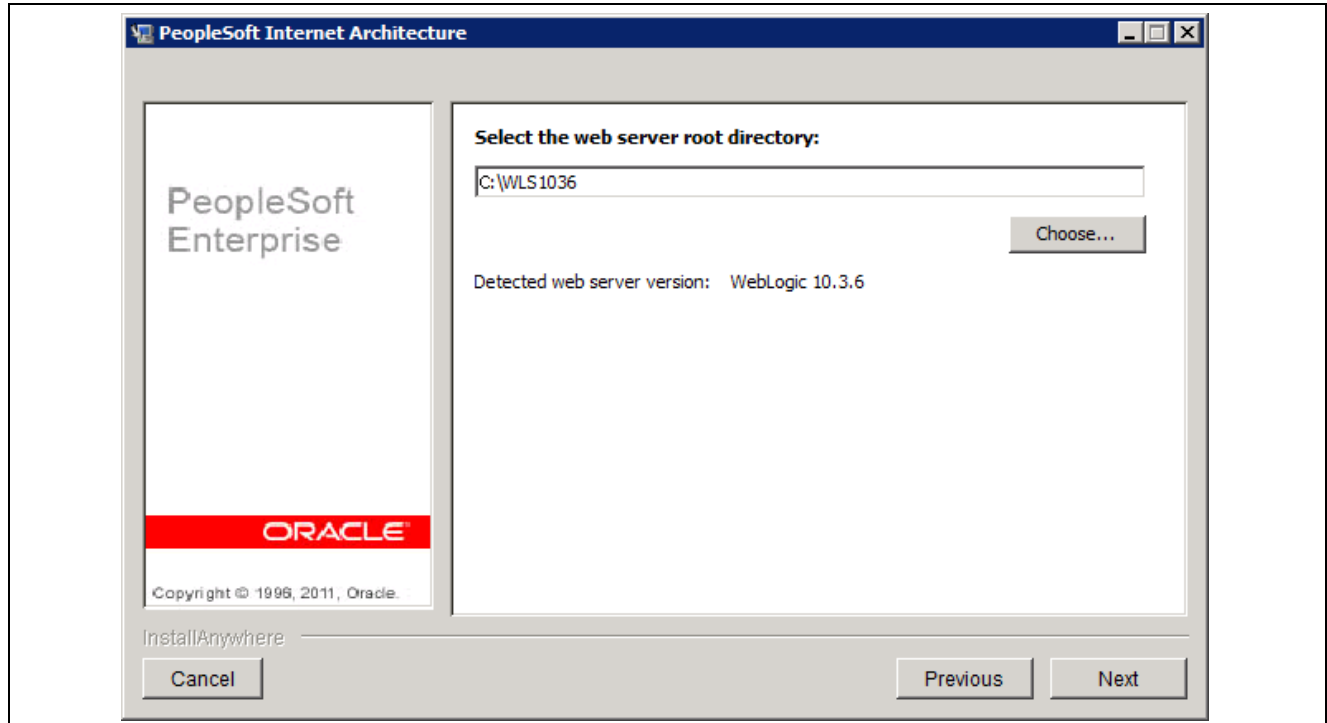 PeopleSoft Internet Architecture
PeopleSoft
Enterprise
ORACLE
Copyright © 1996, 2011, Oracle.
Select the web server root directory:
C:\WLS1036
Choose...
Detected web server version: WebLogic 10.3.6
InstallAnywhere
Cancel
Previous
Next